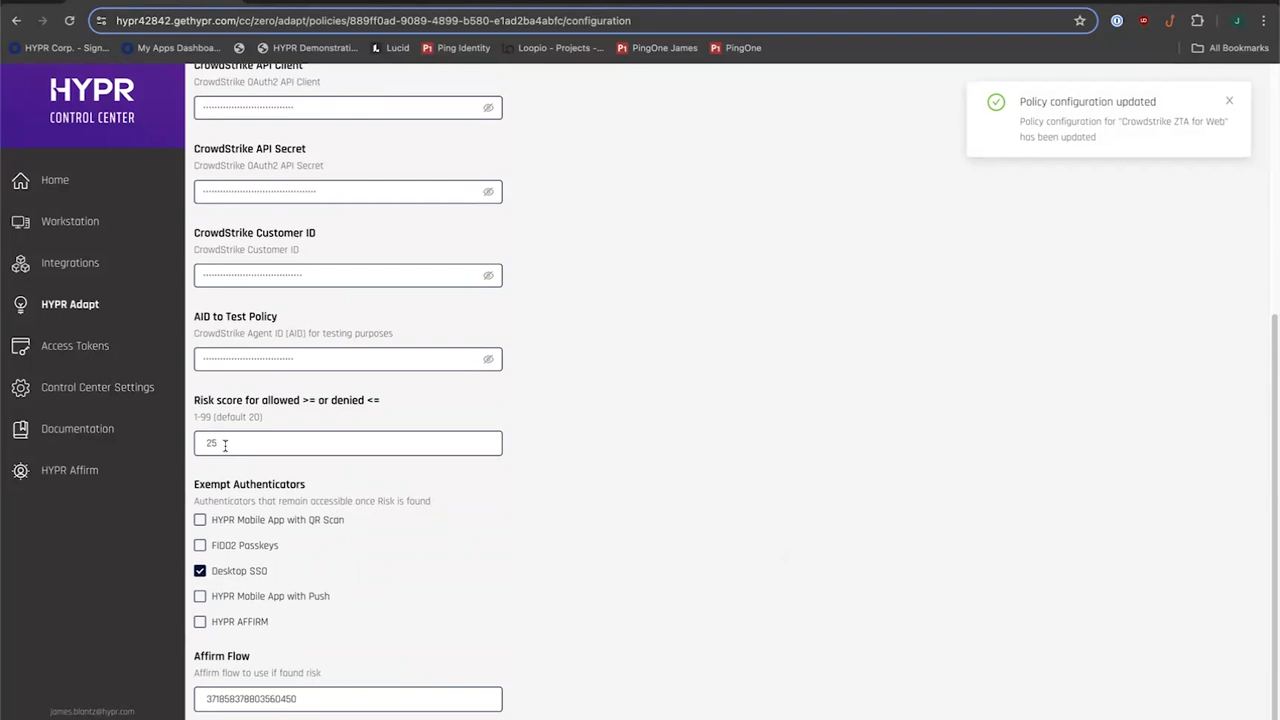 hypr42842.gethypr.com/cc/zero/adapt/policies/889ff0ad-9089-4899-b580-e1ad2ba4abfc/configuration
HYPR Corp. - Sign...
My Apps Dashboa...
HYPR Demonstrati...
Lucid
Ping Identity
Loopio - Projects -...
PingOne James
PingOne
All Bookmarks
HYPR
CONTROL CENTER
Home
Workstation
Integrations
HYPR Adapt
Access Tokens
Control Center Settings
Documentation
HYPR Affirm
james.blantz@hypr.com
CrowdStrike API Client
CrowdStrike OAuth2 API Client
CrowdStrike API Secret
CrowdStrike OAuth2 API Secret
CrowdStrike Customer ID
CrowdStrike Customer ID
AID to Test Policy
CrowdStrike Agent ID (AID) for testing purposes
Risk score for allowed >= or denied <=
1-99 (default 20)
25
Exempt Authenticators
Authenticators that remain accessible once Risk is found
HYPR Mobile App with QR Scan
FIDO2 Passkeys
Desktop SSO
HYPR Mobile App with Push
HYPR AFFIRM
Affirm Flow
Affirm flow to use if found risk
371858378803560450
Policy configuration updated
Policy configuration for "Crowdstrike ZTA for Web"
has been updated